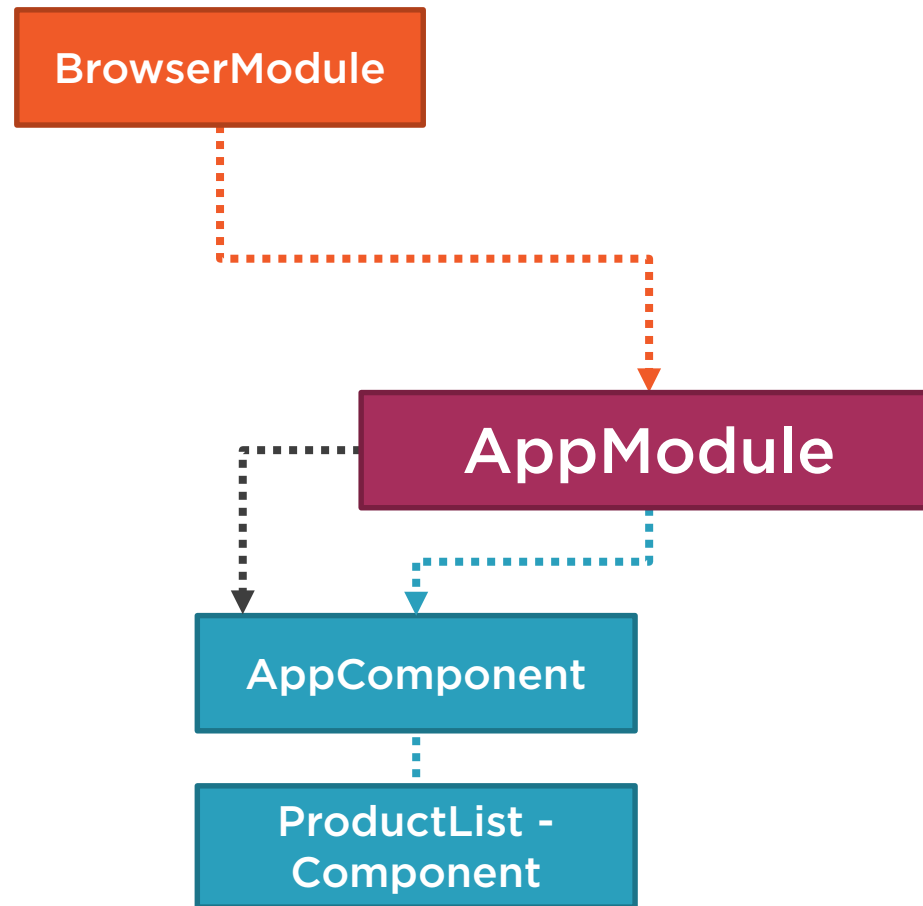 BrowserModule
AppModule
AppComponent
ProductList -
Component